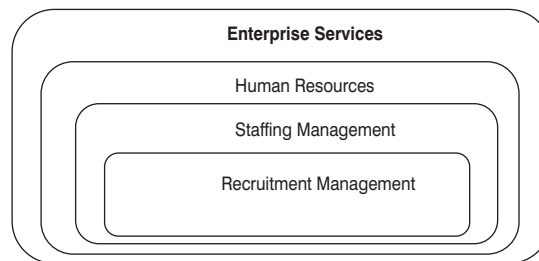 Enterprise Services
Human Resources
Staffing Management
Recruitment Management